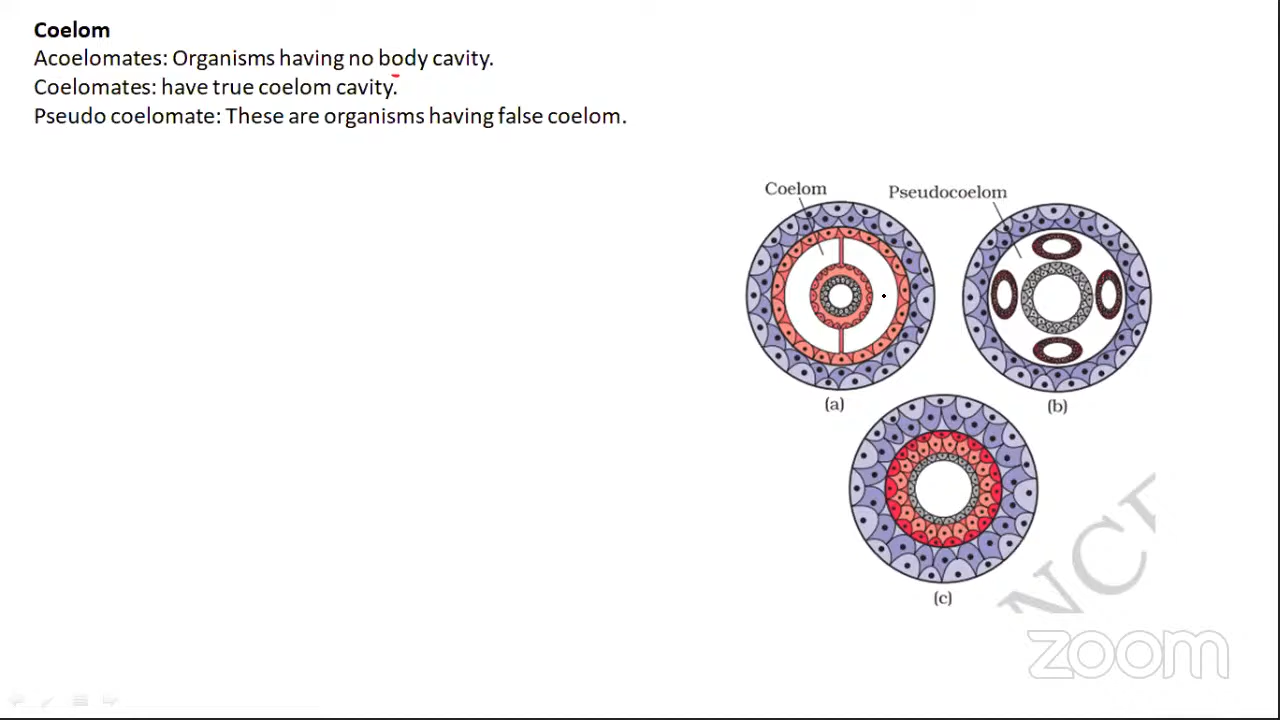 Coelom
Acoelomates: Organisms having no body cavity.
Coelomates: have true coelom cavity.
Pseudo coelomate: These are organisms having false coelom.
Coelom
Pseudocoelom
(a)
(b)
(c)
NCE
zoom